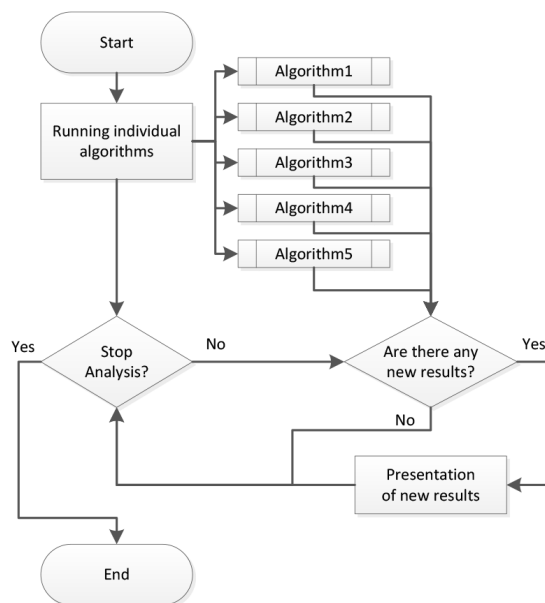 Start
Running individual
algorithms
Algorithm1
Algorithm2
Algorithm3
Algorithm4
Algorithm5
Yes
Stop
Analysis?
No
Are there any
new results?
Yes
No
Presentation
of new results
End